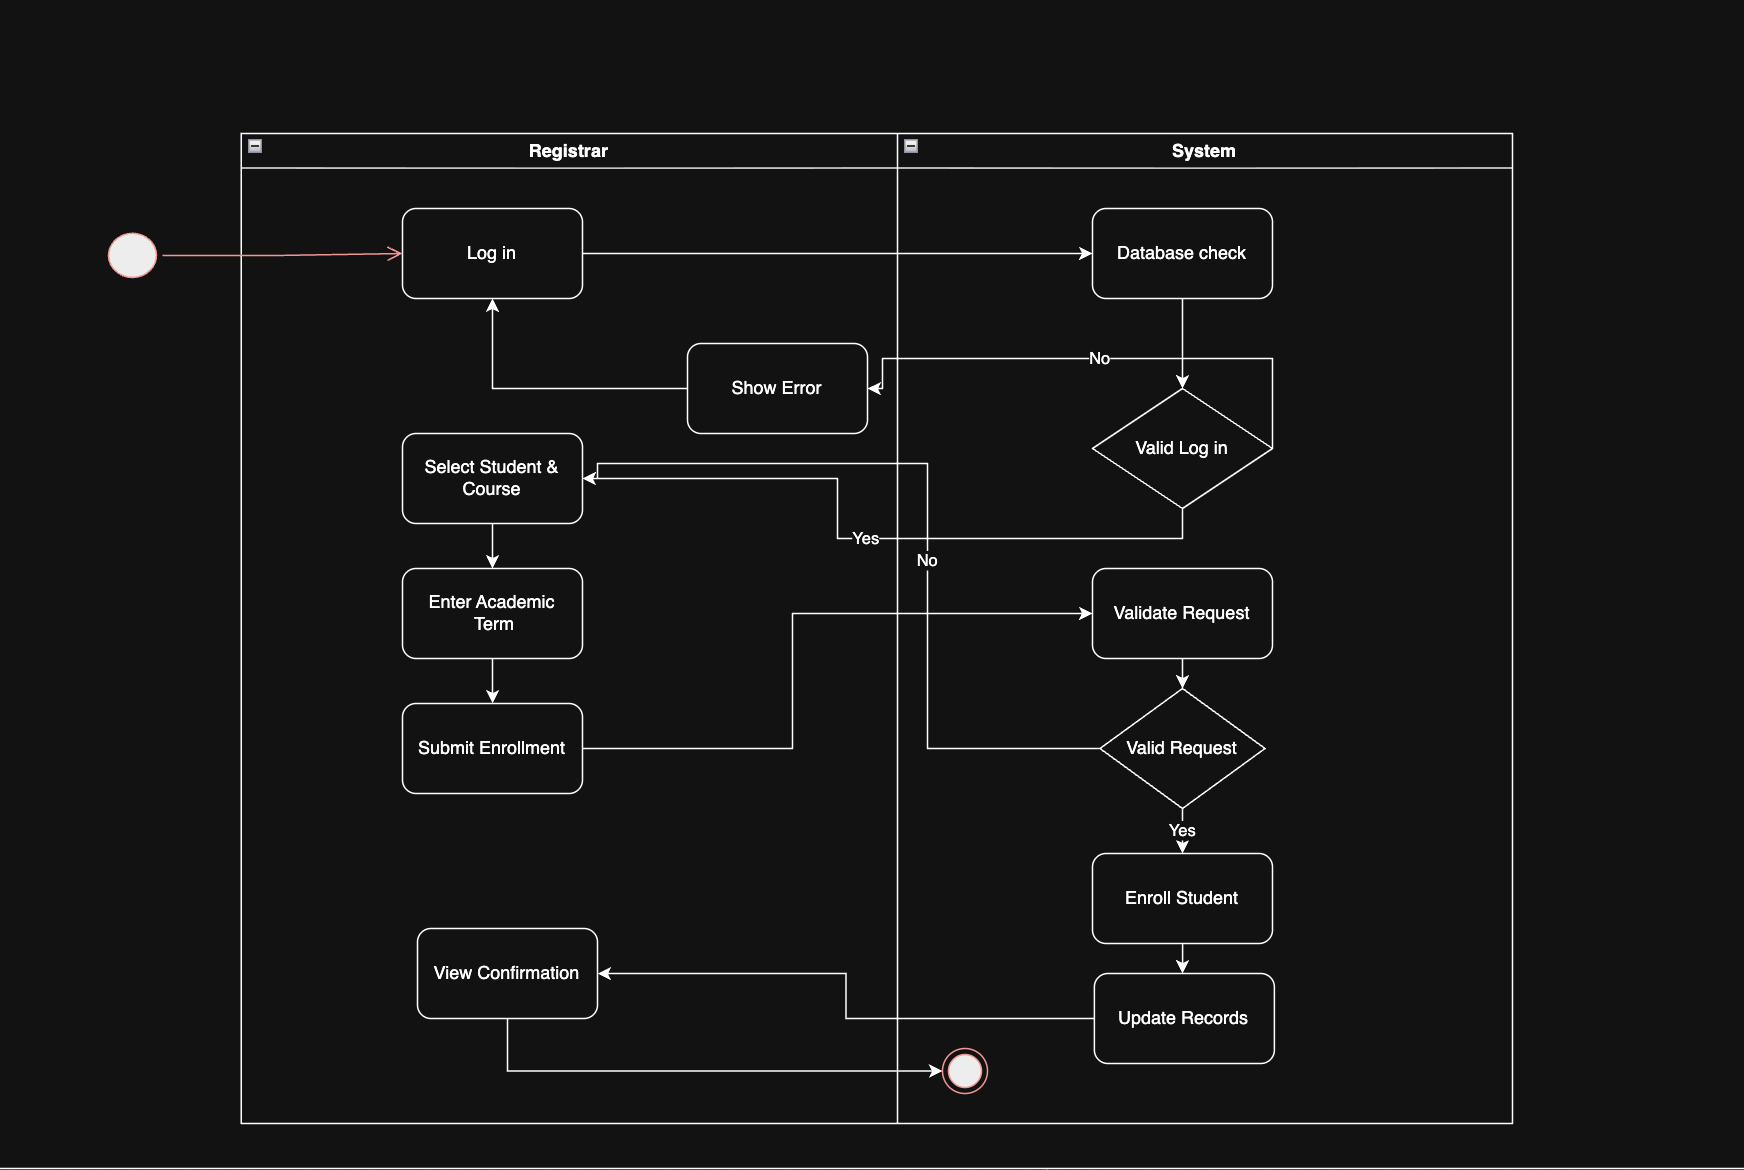 Registrar
System
Log in
Database check
No
Show Error
Valid Log in
Select Student &
Course
Yes
No
Enter Academic
Term
Validate Request
Submit Enrollment
Valid Request
Yes
Enroll Student
View Confirmation
Update Records